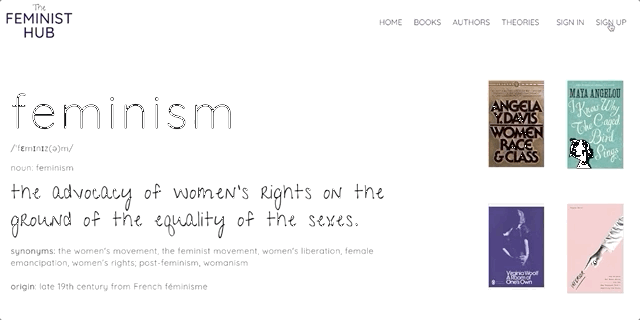 The
FEMINIST
HUB
HOME BOOKS AUTHORS THEORIES SIGN IN SIGN UP
feminism
/ˈfɛmɪnɪz(ə)m/
noun: feminism
the advocacy of women's rights on the
ground of the equality of the sexes.
synonyms: the women's movement, the feminist movement, women's liberation, female
emancipation, women's rights; post-feminism, womanism
origin: late 19th century from French féminisme
ANGELA
Y. DAVIS
WOMEN
RACE
& CLASS
MAYA ANGELOU
I Know Why
The Caged
Bird
Sings
Virginia Woolf
A Room of
One's Own
INFERIOR